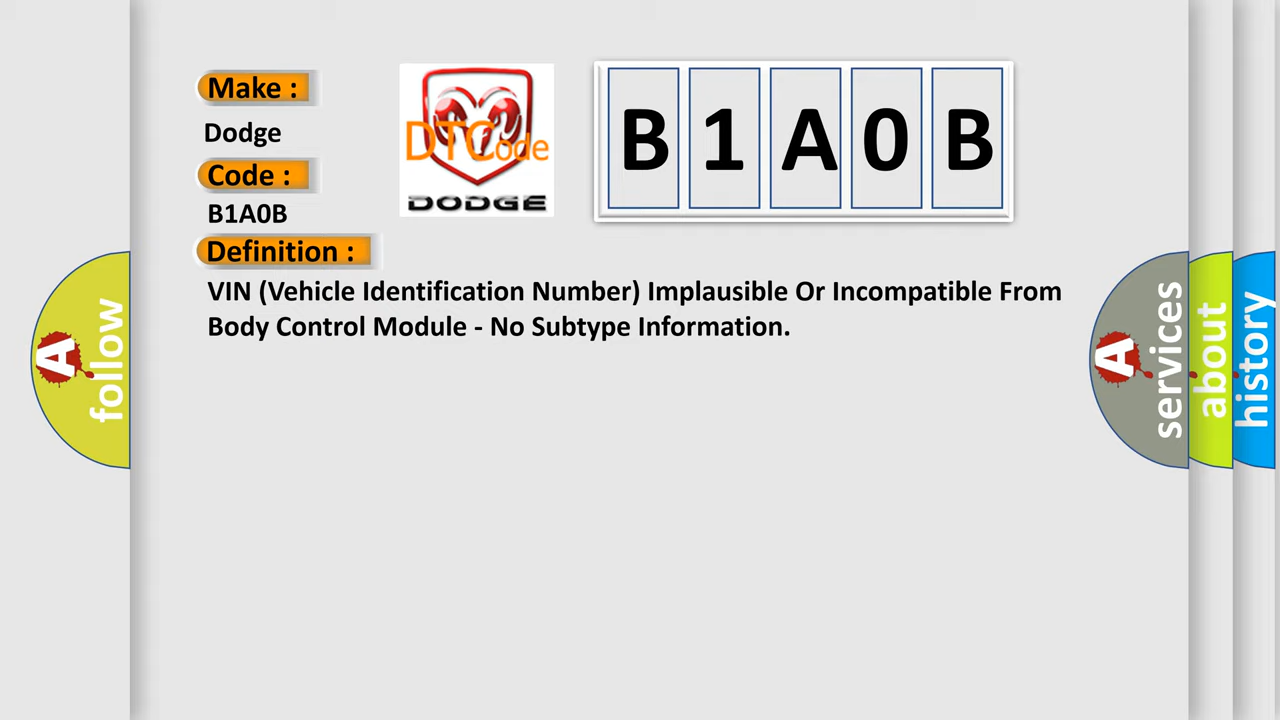 Make :
Dodge
Code :
B1A0B
Definition :
VIN (Vehicle Identification Number) Implausible Or Incompatible From
Body Control Module - No Subtype Information.
DTCode
DODGE
B 1 A 0 B
A follow
A services
about
history